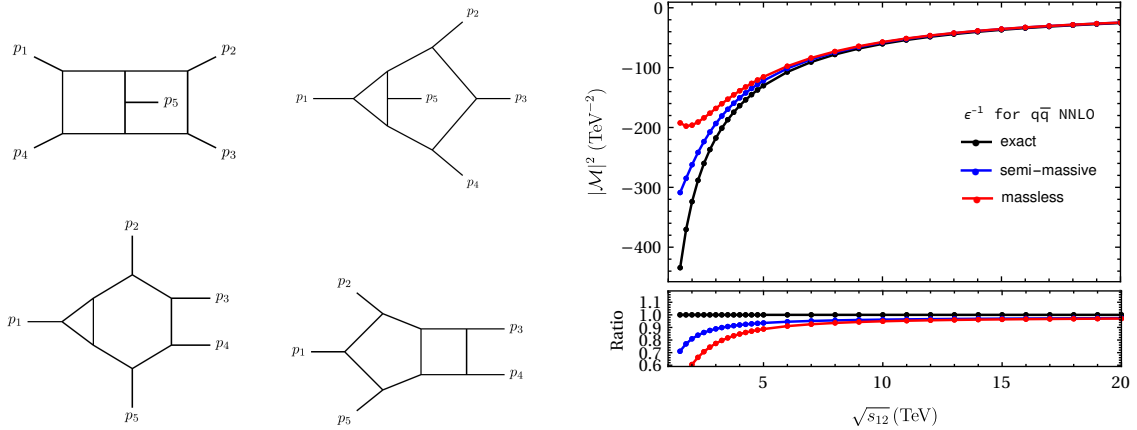 p₁
p₂
p₅
p₄
p₃
p₂
p₁
p₅
p₃
p₄
p₂
p₃
p₁
p₄
p₅
p₂
p₃
p₁
p₄
p₅
0
−100
−200
−300
−400
|𝓜|² (TeV⁻²)
ϵ⁻¹ for qq̅ NNLO
exact
semi−massive
massless
1.1
1.0
0.9
0.8
0.7
0.6
Ratio
5
10
15
20
√s₁₂ (TeV)